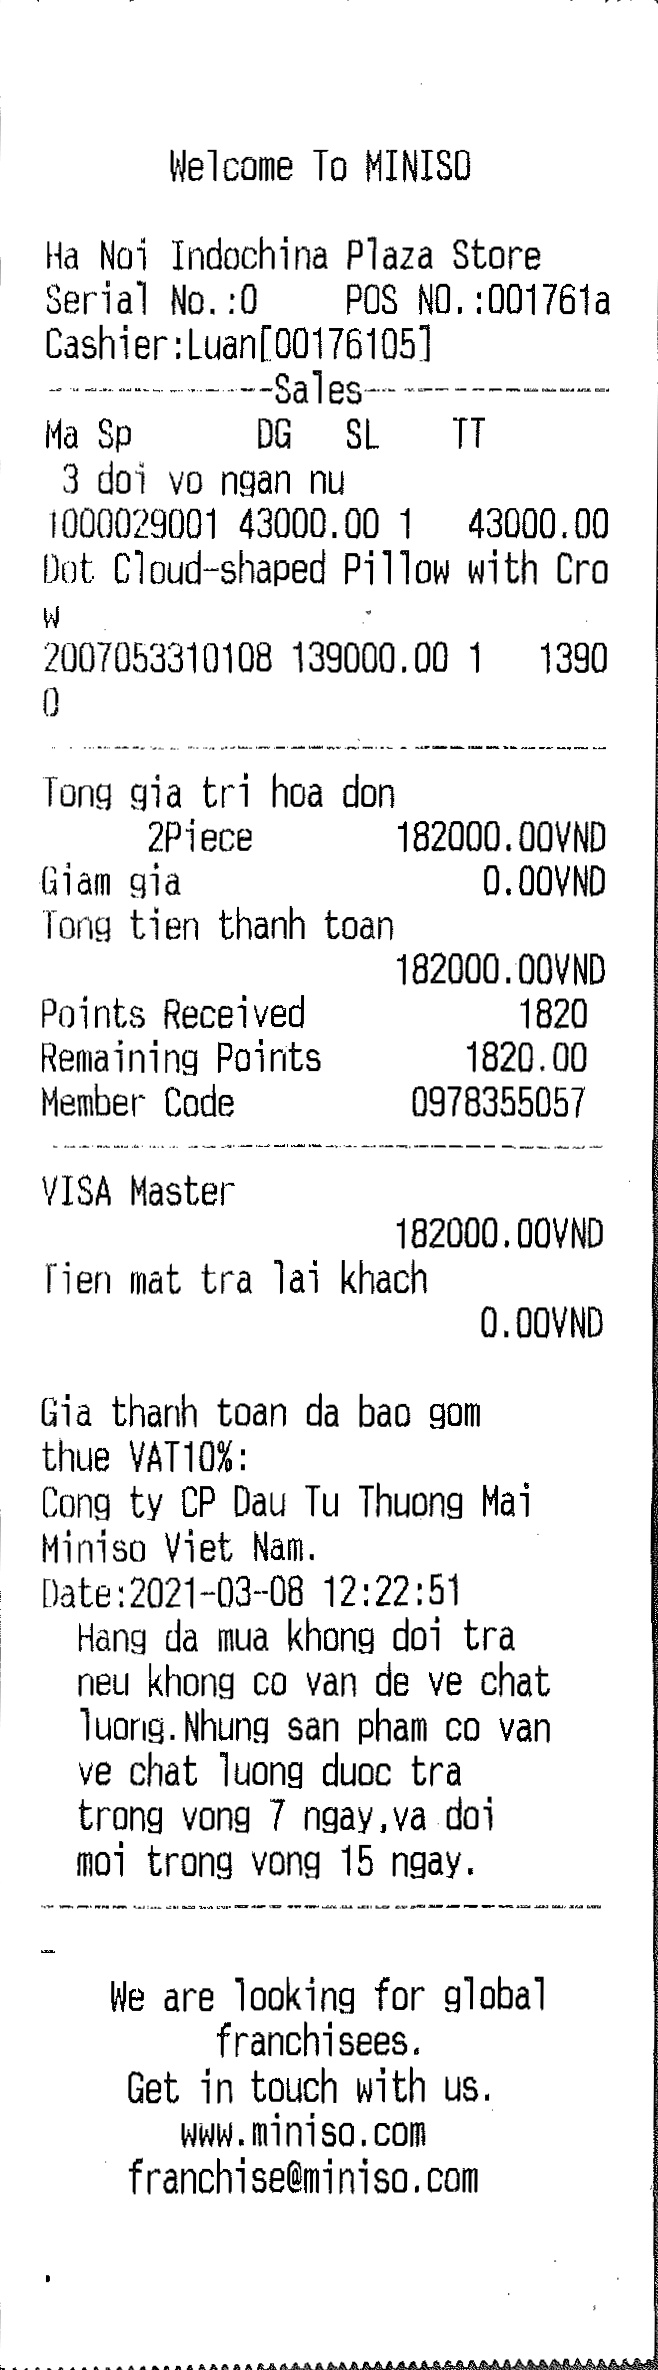 Welcome To MINISO
Ha Noi Indochina Plaza Store
Serial No.:0 POS NO.:001761a
Cashier:Luan[00176105]
------------Sales--------------
Ma Sp DG SL TT
3 doi vo ngan nu
1000029001 43000.00 1 43000.00
Dot Cloud-shaped Pillow with Cro
w
2007053310108 139000.00 1 1390
0
Tong gia tri hoa don
2Piece 182000.00VND
Giam gia 0.00VND
Tong tien thanh toan
182000.00VND
Points Received 1820
Remaining Points 1820.00
Member Code 0978355057
VISA Master
182000.00VND
Tien mat tra lai khach
0.00VND
Gia thanh toan da bao gom
thue VAT10%:
Cong ty CP Dau Tu Thuong Mai
Miniso Viet Nam.
Date:2021-03-08 12:22:51
Hang da mua khong doi tra
neu khong co van de ve chat
luong.Nhung san pham co van
ve chat luong duoc tra
trong vong 7 ngay,va doi
moi trong vong 15 ngay.
We are looking for global
franchisees.
Get in touch with us.
www.miniso.com
franchise@miniso.com